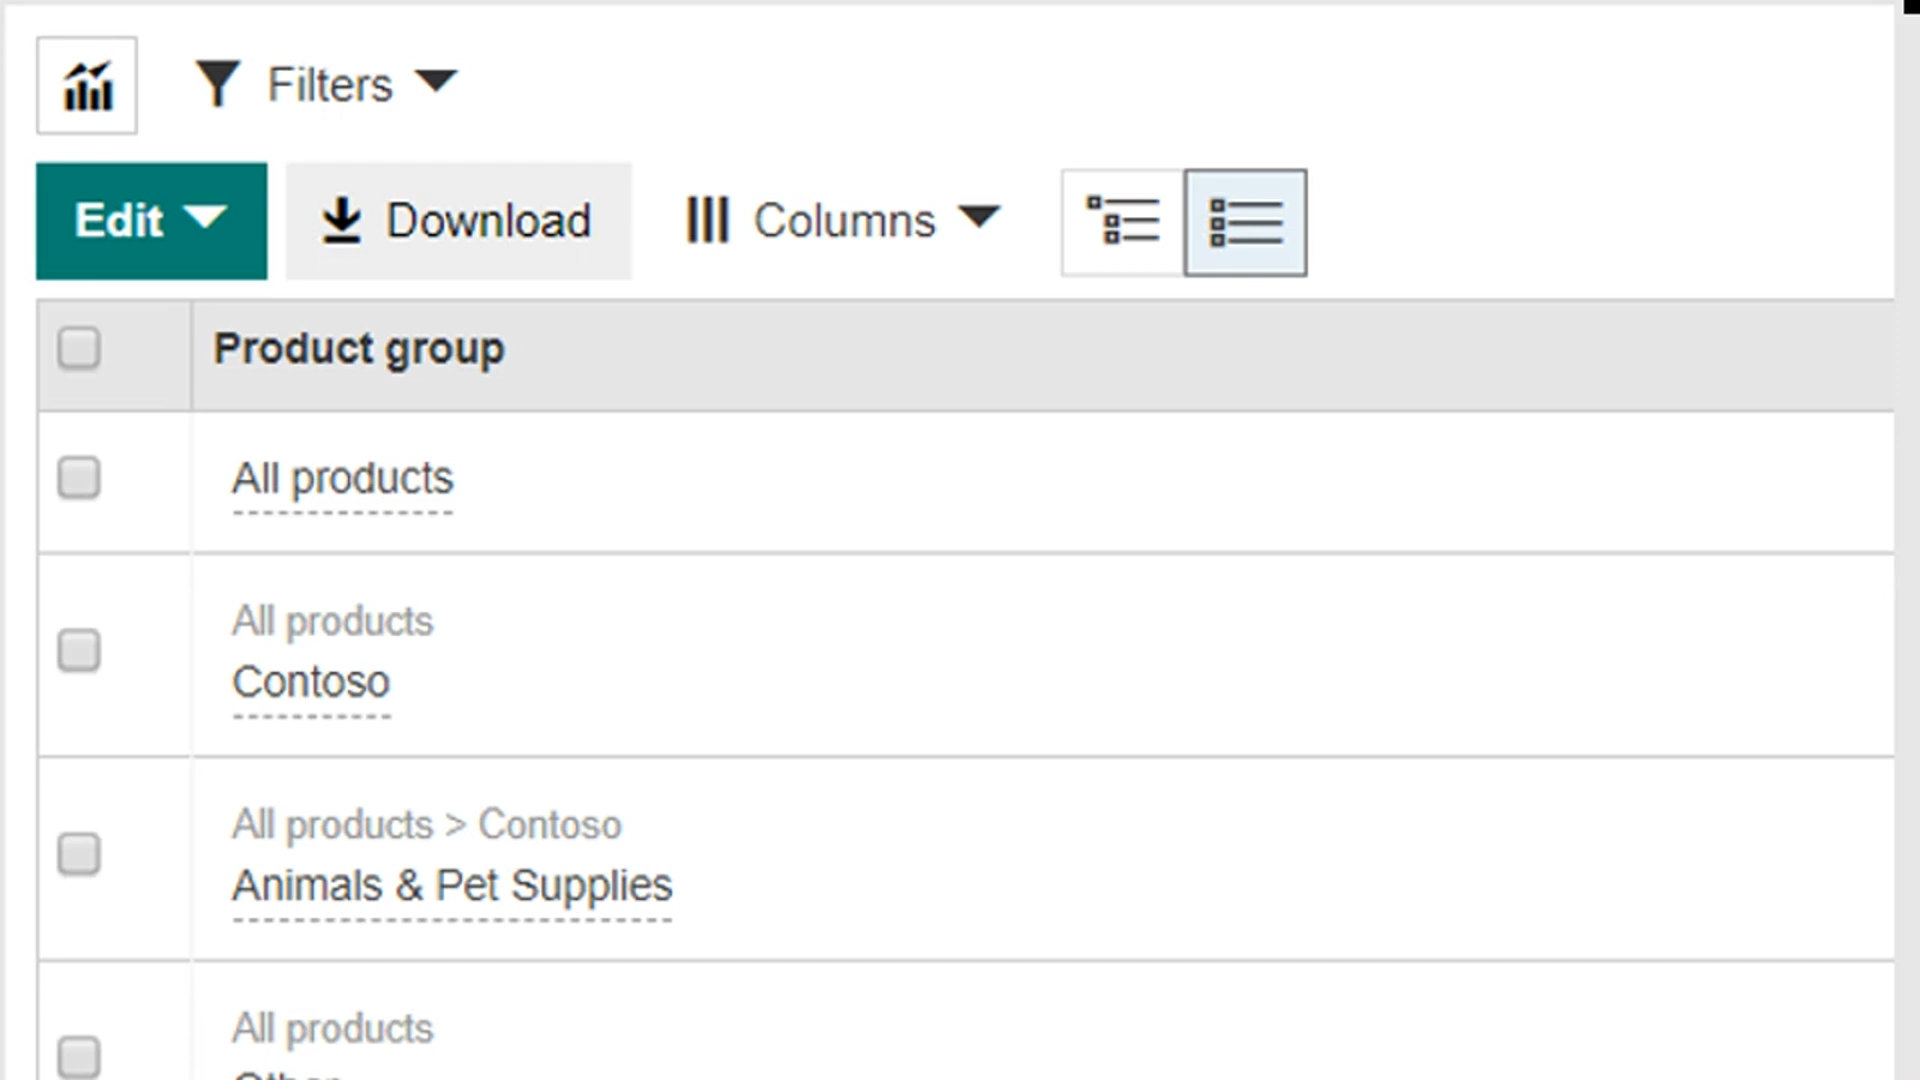 Filters
Edit
Download
Columns
Product group
All products
All products
Contoso
All products > Contoso
Animals & Pet Supplies
All products